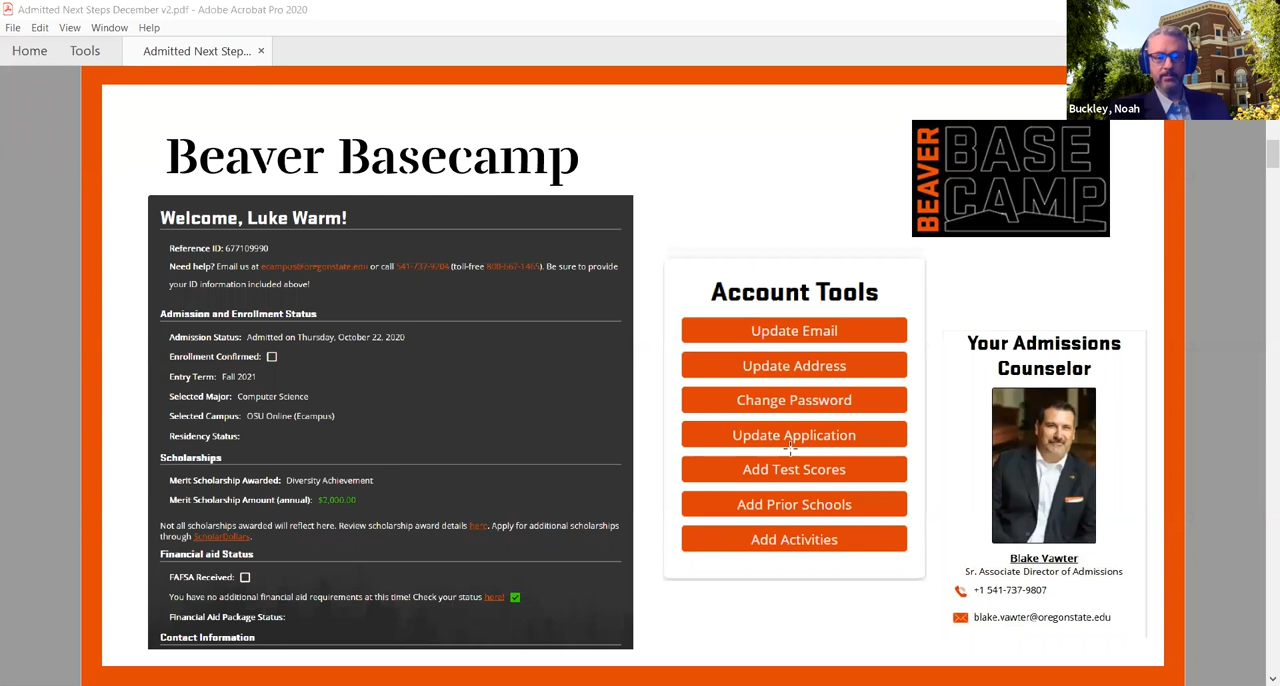 Admitted Next Steps December v2.pdf - Adobe Acrobat Pro 2020
File Edit View Window Help
Home Tools Admitted Next Step... ×
Buckley, Noah
Beaver Basecamp
BEAVER
BASE
CAMP
Welcome, Luke Warm!
Reference ID: 677109990
Need help? Email us at ecampus@oregonstate.edu or call 541-737-9204 (toll-free 800-667-1465). Be sure to provide
your ID information included above!
Admission and Enrollment Status
Admission Status: Admitted on Thursday, October 22, 2020
Enrollment Confirmed:
Entry Term: Fall 2021
Selected Major: Computer Science
Selected Campus: OSU Online (Ecampus)
Residency Status:
Scholarships
Merit Scholarship Awarded: Diversity Achievement
Merit Scholarship Amount (annual): $2,000.00
Not all scholarships awarded will reflect here. Review scholarship award details here. Apply for additional scholarships
through ScholarDollars.
Financial aid Status
FAFSA Received:
You have no additional financial aid requirements at this time! Check your status here!
Financial Aid Package Status:
Contact Information
Account Tools
Update Email
Update Address
Change Password
Update Application
Add Test Scores
Add Prior Schools
Add Activities
Your Admissions
Counselor
Blake Vawter
Sr. Associate Director of Admissions
+1 541-737-9807
blake.vawter@oregonstate.edu